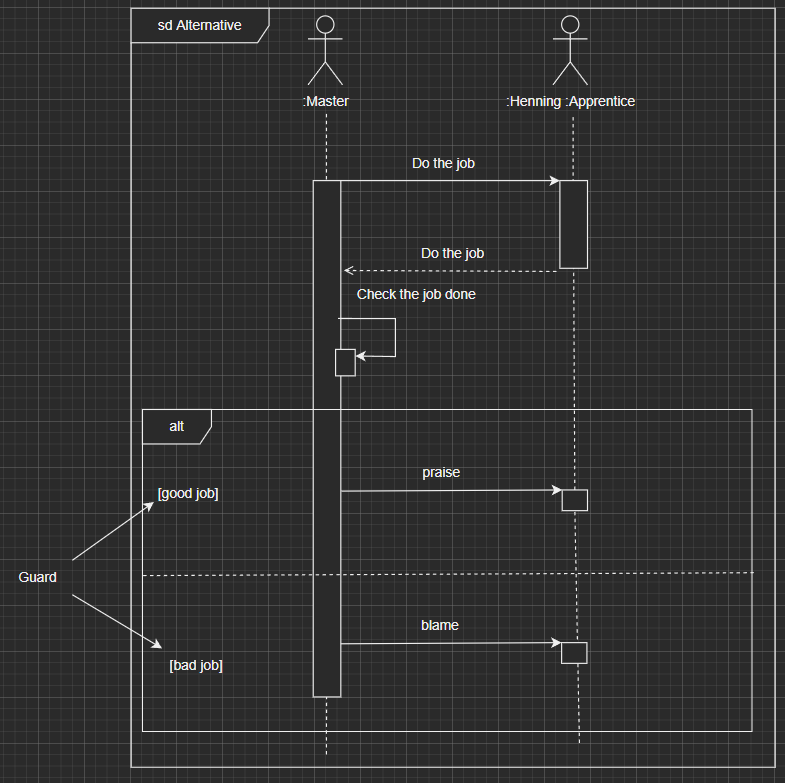 sd Alternative
:Master
:Henning :Apprentice
Do the job
Do the job
Check the job done
alt
praise
[good job]
Guard
blame
[bad job]